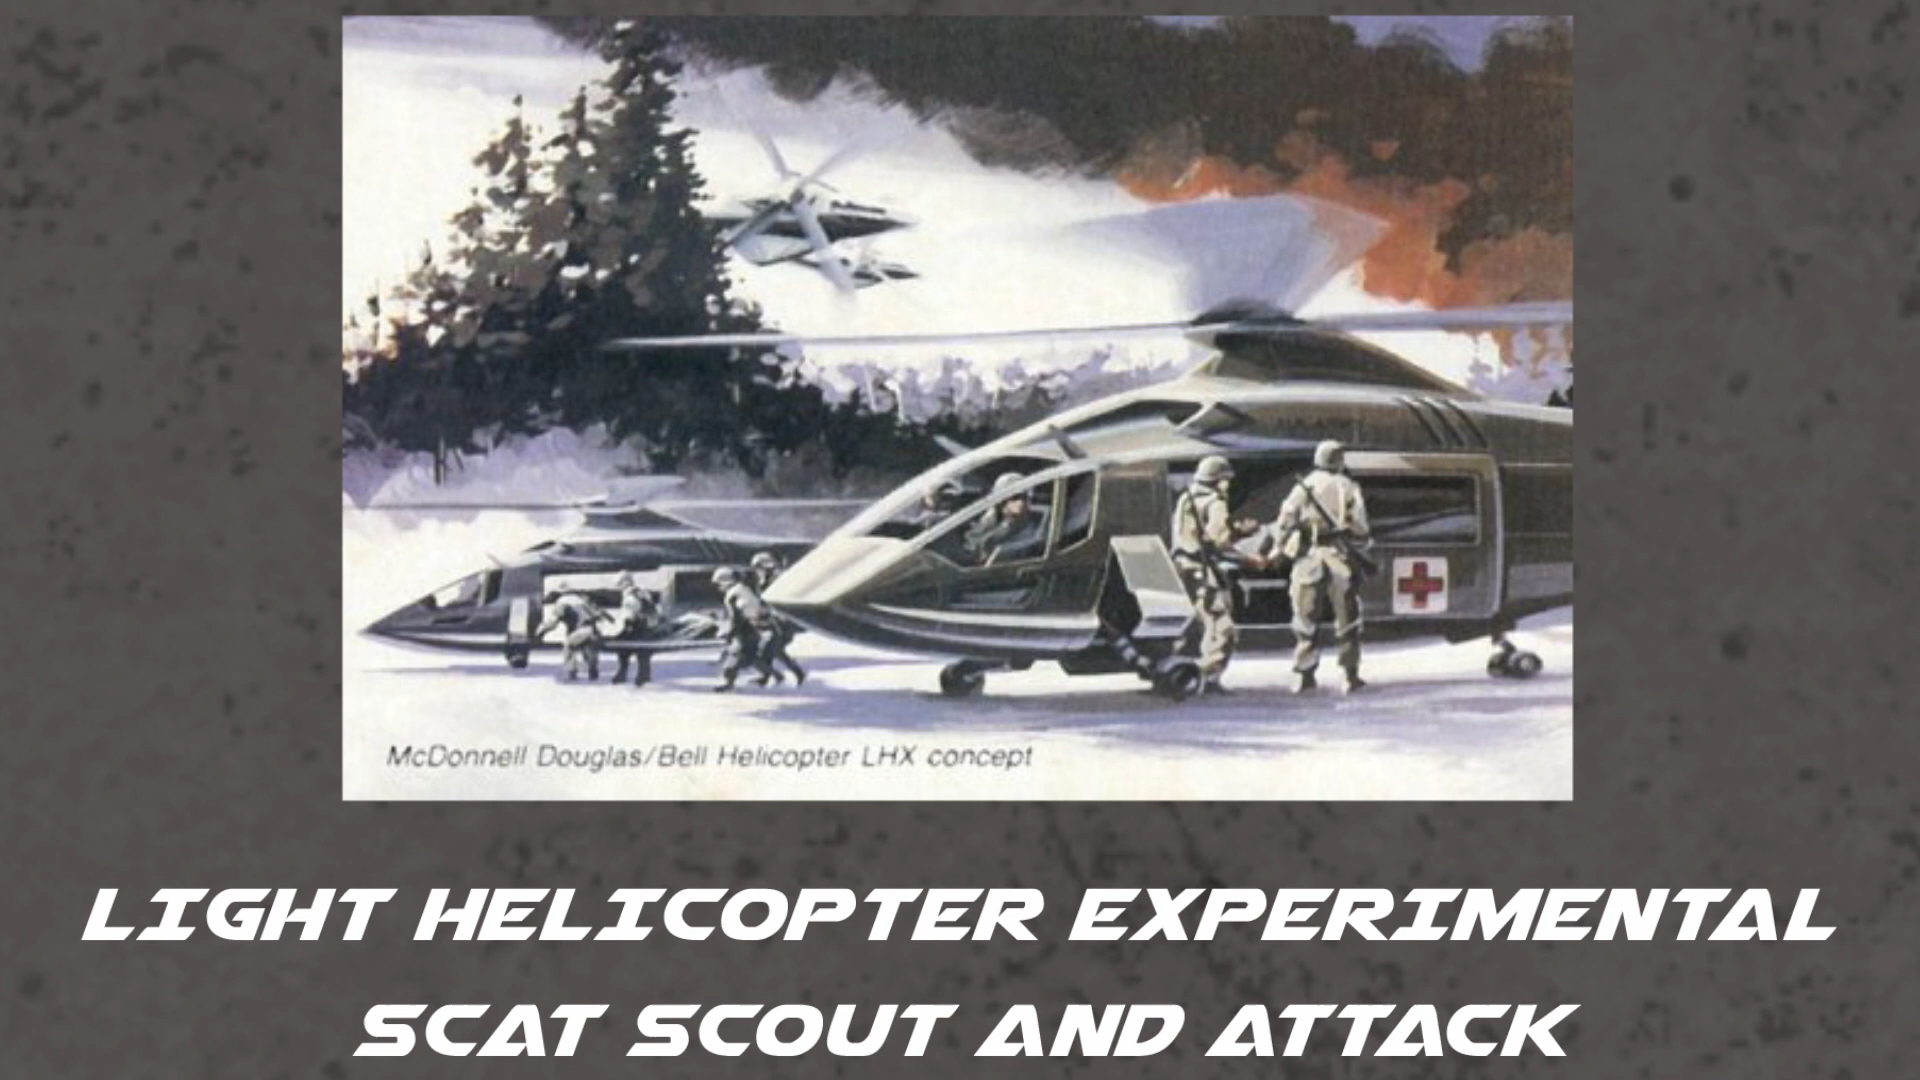 McDonnell Douglas/Bell Helicopter LHX concept
LIGHT HELICOPTER EXPERIMENTAL
SCAT SCOUT AND ATTACK